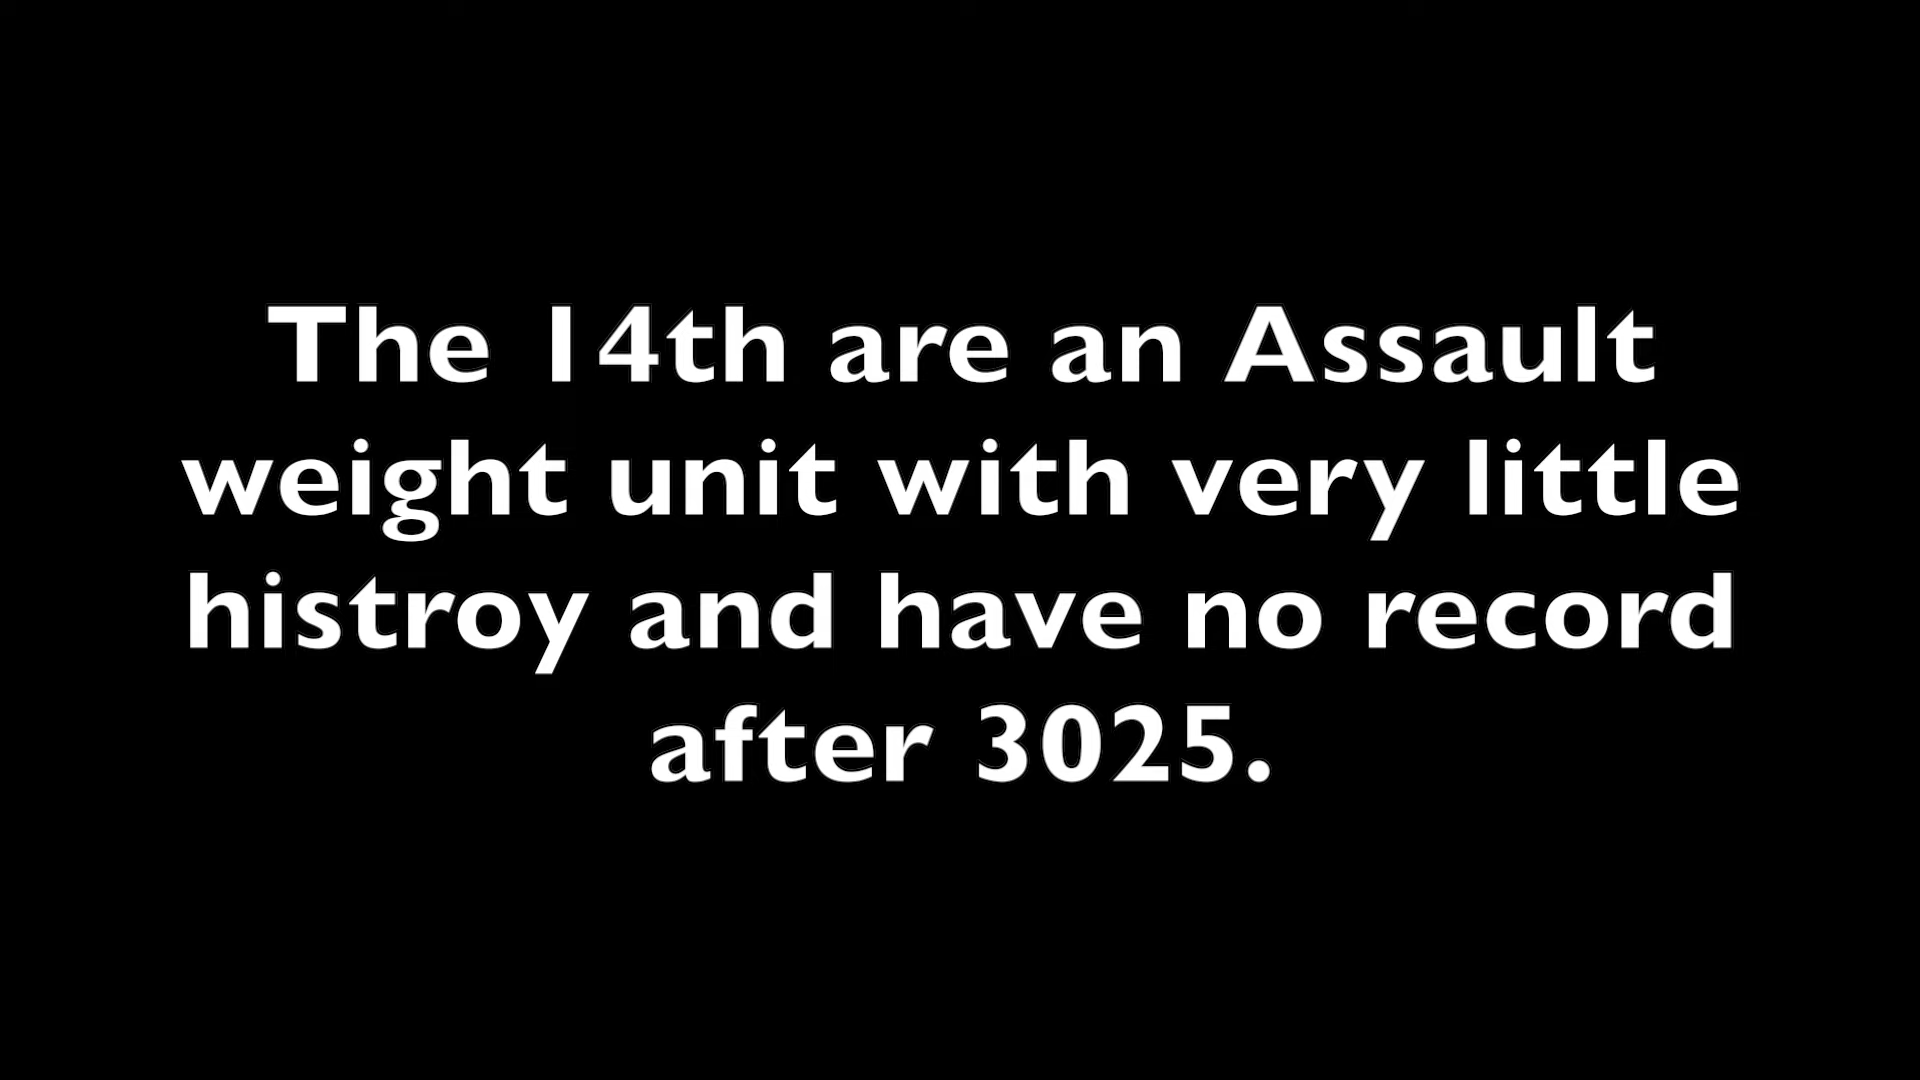 The 14th are an Assault
weight unit with very little
histroy and have no record
after 3025.